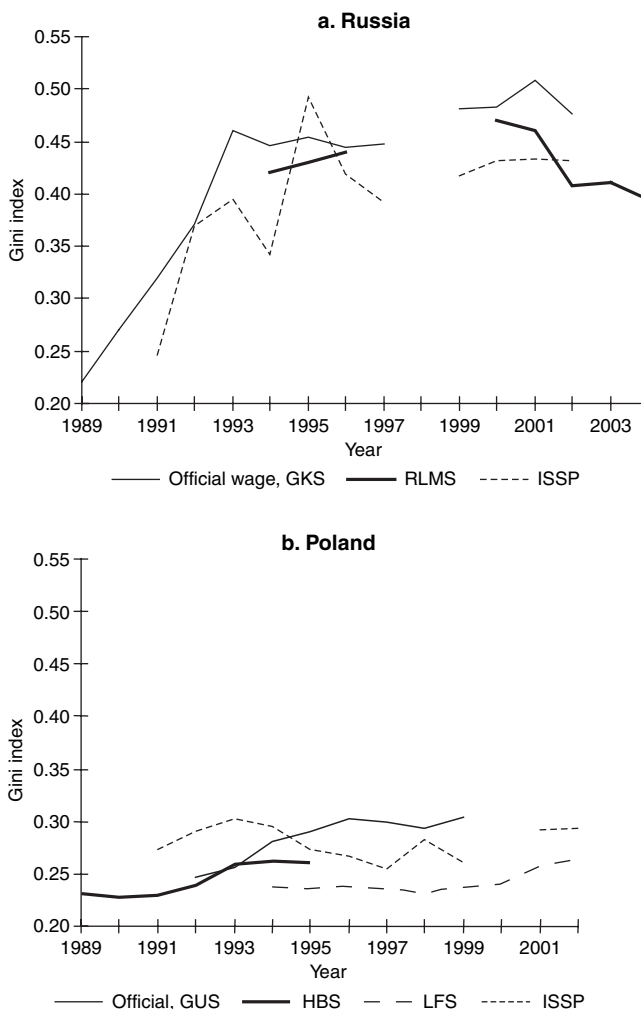 a. Russia
0.55
0.50
0.45
0.40
0.35
0.30
0.25
0.20
Gini index
1989 1991 1993 1995 1997 1999 2001 2003
Year
Official wage, GKS RLMS ISSP
b. Poland
0.55
0.50
0.45
0.40
0.35
0.30
0.25
0.20
Gini index
1989 1991 1993 1995 1997 1999 2001
Year
Official, GUS HBS LFS ISSP